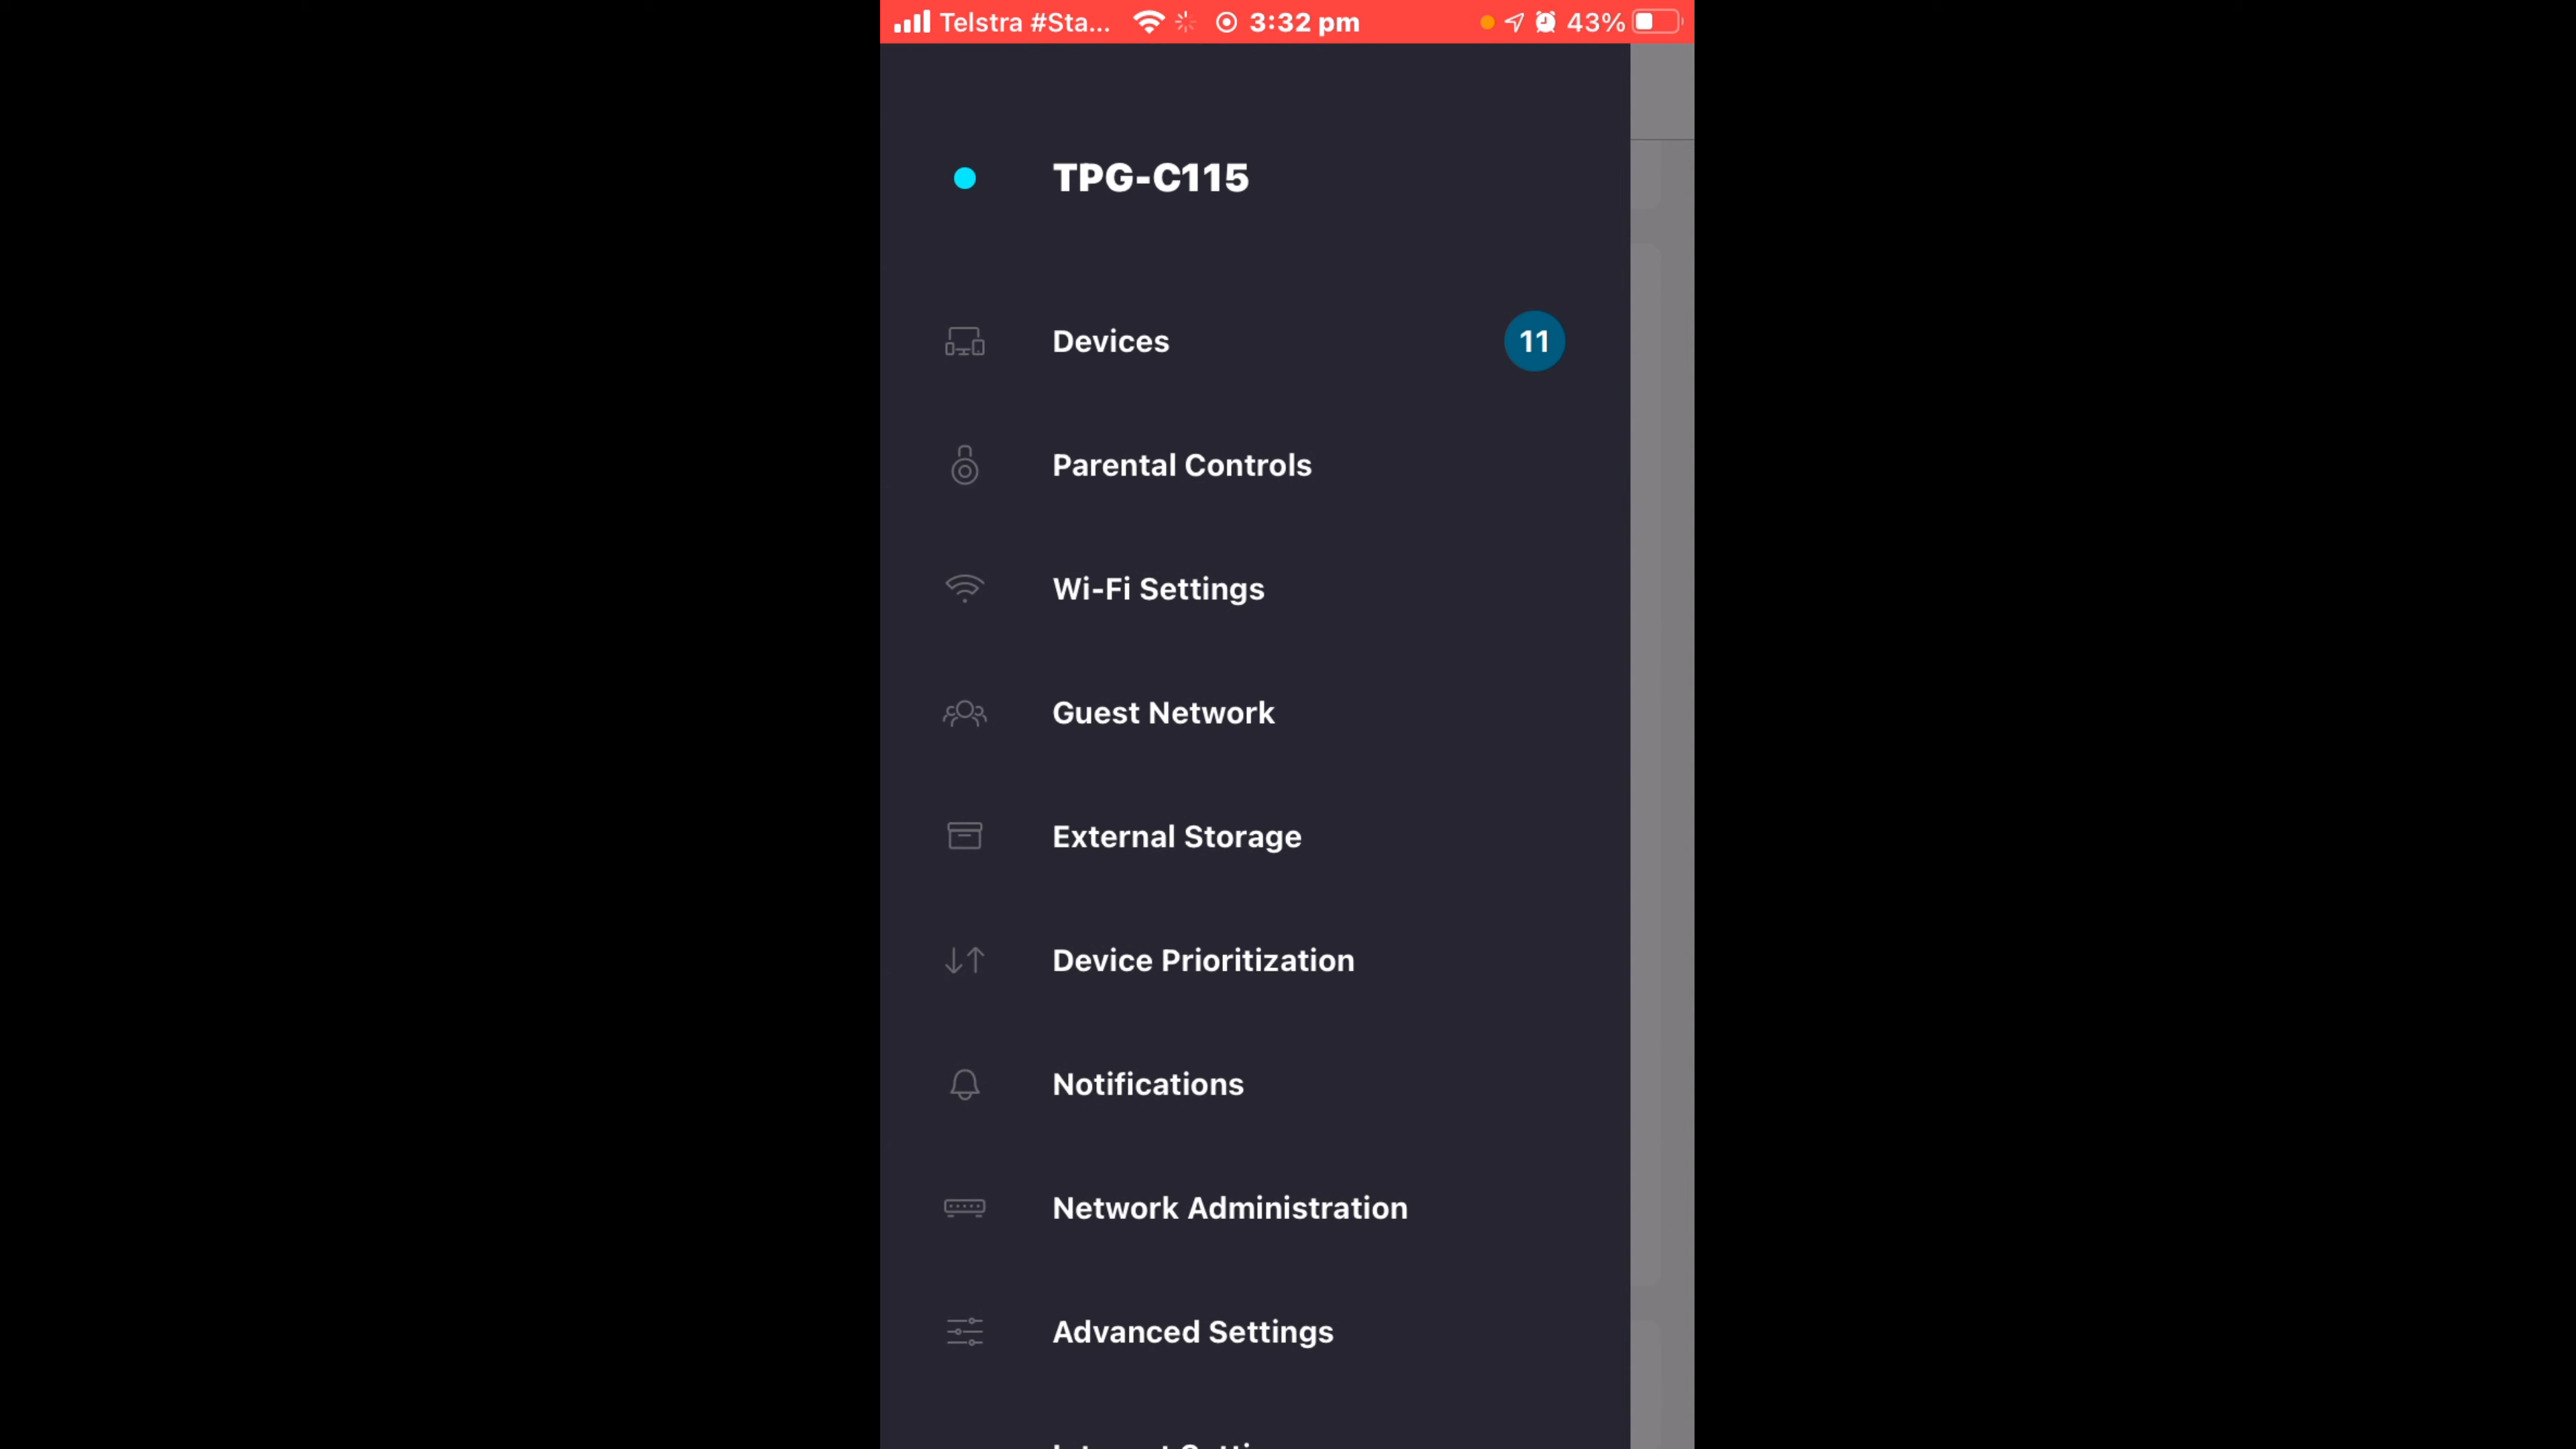 Telstra #Sta... 3:32 pm 43%
TPG-C115
Devices 11
Parental Controls
Wi-Fi Settings
Guest Network
External Storage
Device Prioritization
Notifications
Network Administration
Advanced Settings